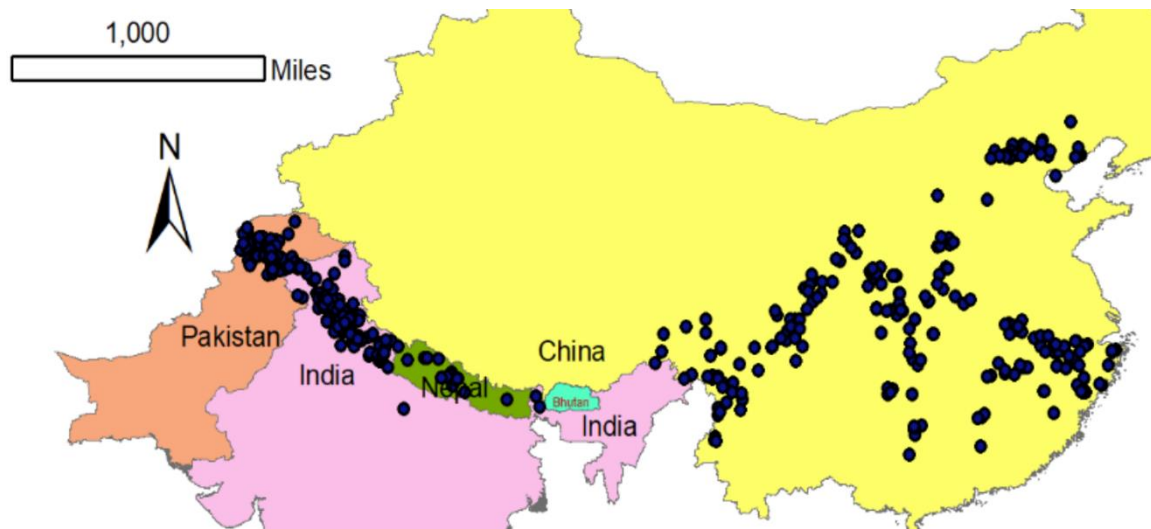 1,000
Miles
N
Pakistan
India
China
Nepal
Bhutan
India